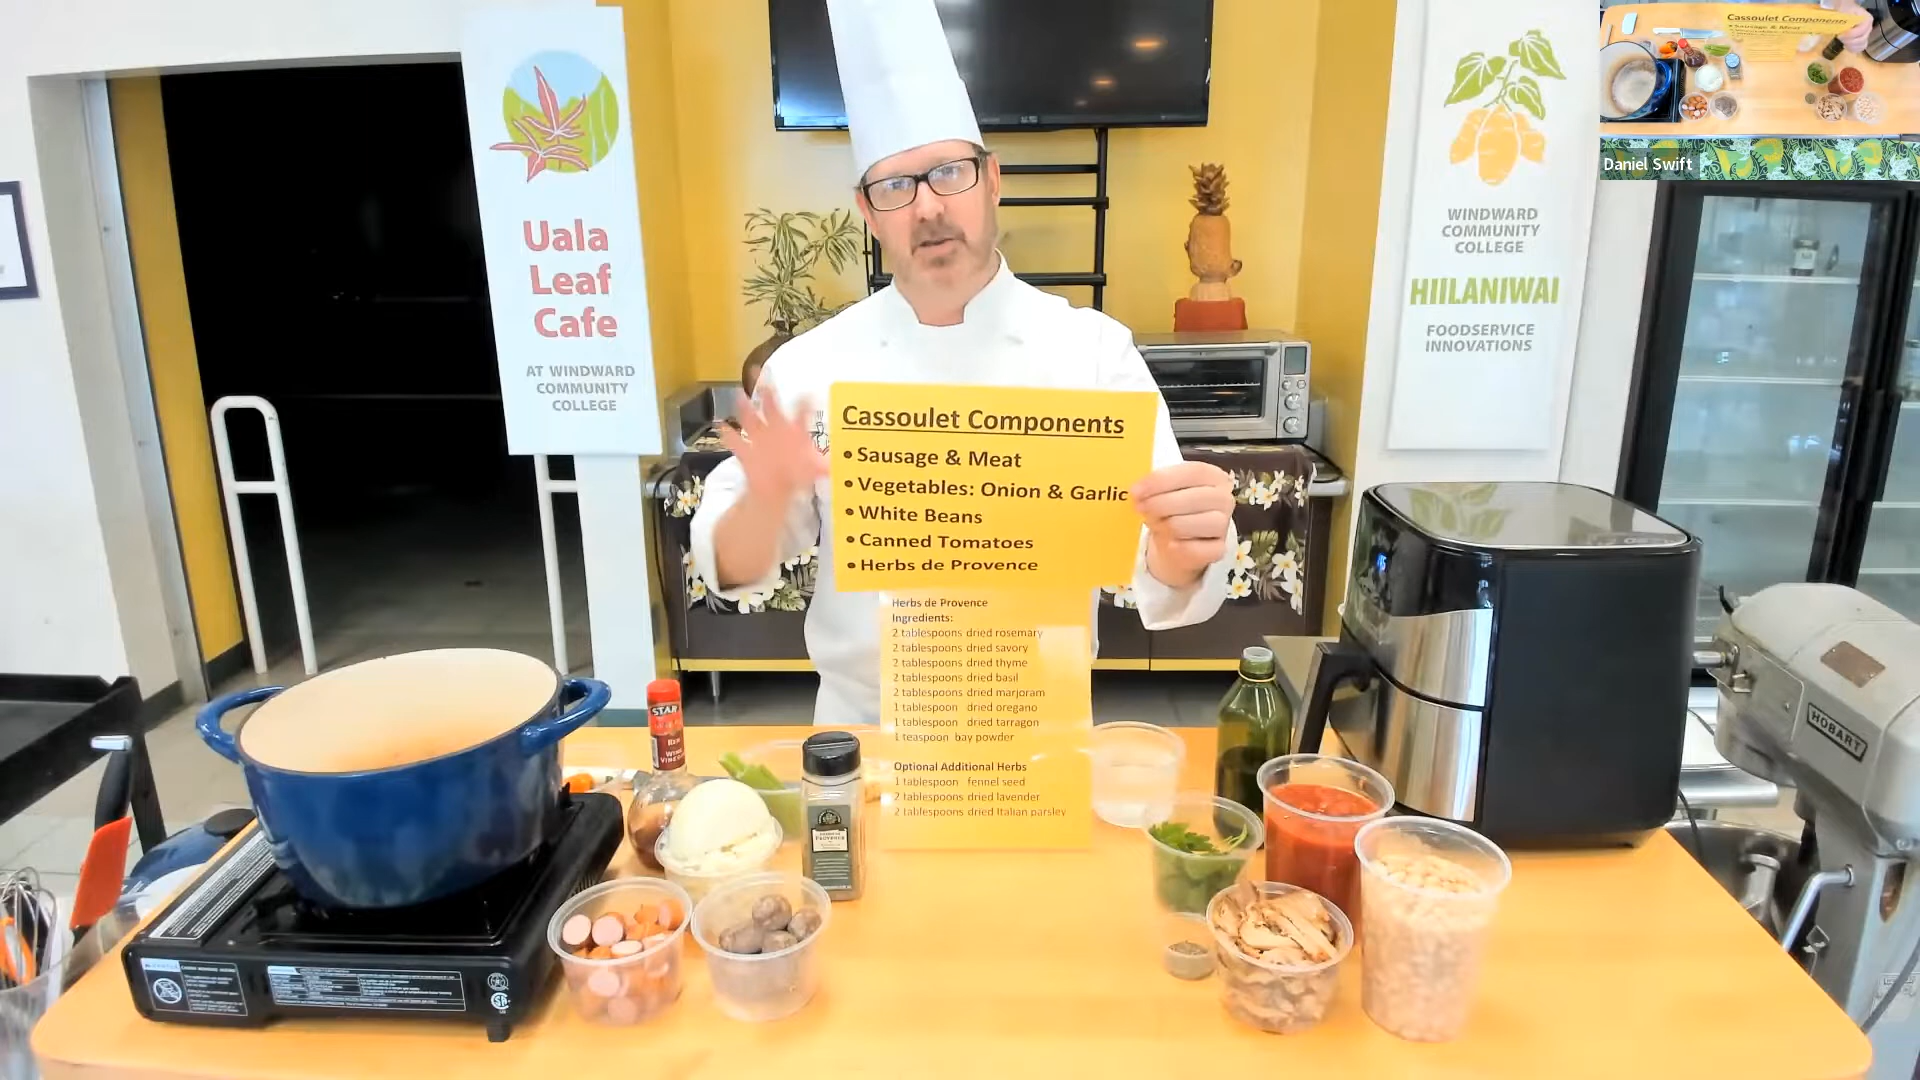 Uala
Leaf
Cafe
AT WINDWARD
COMMUNITY
COLLEGE
Cassoulet Components
• Sausage & Meat
• Vegetables: Onion & Garlic
• White Beans
• Canned Tomatoes
• Herbs de Provence
Herbs de Provence
Ingredients:
2 tablespoons dried rosemary
2 tablespoons dried savory
2 tablespoons dried thyme
2 tablespoons dried basil
2 tablespoons dried marjoram
1 tablespoon dried oregano
1 tablespoon dried tarragon
1 teaspoon bay powder
Optional Additional Herbs
1 tablespoon fennel seed
2 tablespoons dried lavender
2 tablespoons dried Italian parsley
WINDWARD
COMMUNITY
COLLEGE
HIILANIWAI
FOODSERVICE
INNOVATIONS
Cassoulet Components
Daniel Swift
STAR
RED
WINE
VINEGAR
PROVENCE
HOBART